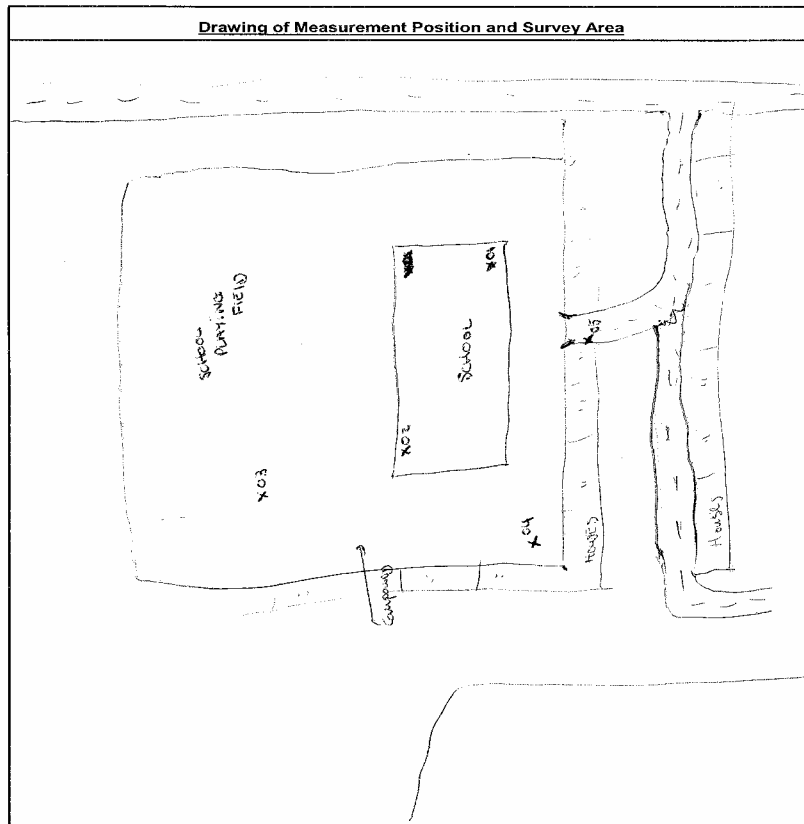 Drawing of Measurement Position and Survey Area
X01
SCHOOL
PLAYING
FIELD
SCHOOL
X05
X02
X03
X04
HOUSES
HOUSES